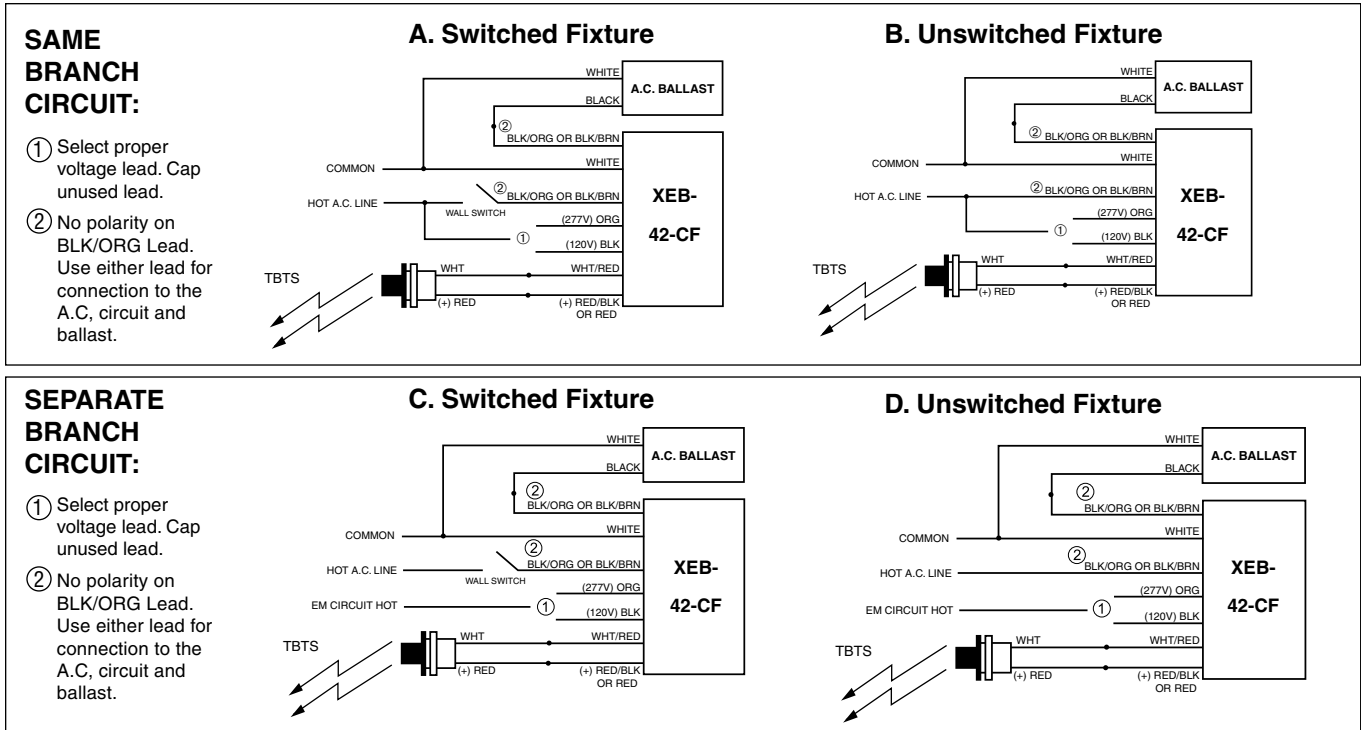 SAME
BRANCH
CIRCUIT:
① Select proper
voltage lead. Cap
unused lead.
② No polarity on
BLK/ORG Lead.
Use either lead for
connection to the
A.C, circuit and
ballast.
A. Switched Fixture
WHITE
A.C. BALLAST
BLACK
②
BLK/ORG OR BLK/BRN
COMMON
WHITE
HOT A.C. LINE
WALL SWITCH
② BLK/ORG OR BLK/BRN
XEB-
42-CF
(277V) ORG
①
(120V) BLK
TBTS
WHT
WHT/RED
(+) RED
(+) RED/BLK
OR RED
B. Unswitched Fixture
WHITE
A.C. BALLAST
BLACK
② BLK/ORG OR BLK/BRN
COMMON
WHITE
HOT A.C. LINE
② BLK/ORG OR BLK/BRN
XEB-
42-CF
(277V) ORG
①
(120V) BLK
TBTS
WHT
WHT/RED
(+) RED
(+) RED/BLK
OR RED
SEPARATE
BRANCH
CIRCUIT:
① Select proper
voltage lead. Cap
unused lead.
② No polarity on
BLK/ORG Lead.
Use either lead for
connection to the
A.C, circuit and
ballast.
C. Switched Fixture
WHITE
A.C. BALLAST
BLACK
②
BLK/ORG OR BLK/BRN
COMMON
WHITE
②
HOT A.C. LINE
WALL SWITCH
BLK/ORG OR BLK/BRN
XEB-
42-CF
(277V) ORG
EM CIRCUIT HOT
①
(120V) BLK
TBTS
WHT
WHT/RED
(+) RED
(+) RED/BLK
OR RED
D. Unswitched Fixture
WHITE
A.C. BALLAST
BLACK
②
BLK/ORG OR BLK/BRN
COMMON
WHITE
②
HOT A.C. LINE
BLK/ORG OR BLK/BRN
XEB-
42-CF
(277V) ORG
EM CIRCUIT HOT
①
(120V) BLK
TBTS
WHT
WHT/RED
(+) RED
(+) RED/BLK
OR RED